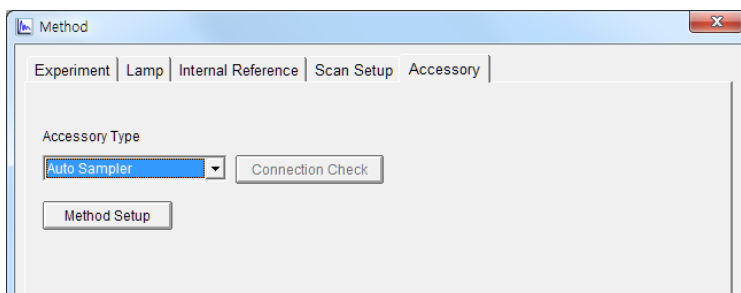 Method
Experiment Lamp Internal Reference Scan Setup Accessory
Accessory Type
Auto Sampler Connection Check
Method Setup